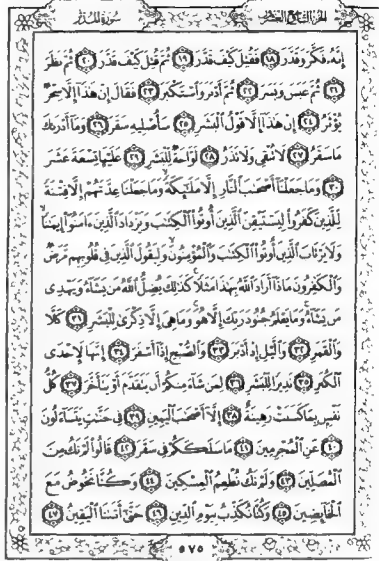 سورة المدثر الجزء التاسع والعشرون
إِنَّهُۥ فَكَّرَ وَقَدَّرَ ١٨ فَقُتِلَ كَيْفَ قَدَّرَ ١٩ ثُمَّ قُتِلَ كَيْفَ قَدَّرَ ٢٠ ثُمَّ نَظَرَ
٢١ ثُمَّ عَبَسَ وَبَسَرَ ٢٢ ثُمَّ أَدْبَرَ وَٱسْتَكْبَرَ ٢٣ فَقَالَ إِنْ هَٰذَآ إِلَّا سِحْرٌ
يُؤْثَرُ ٢٤ إِنْ هَٰذَآ إِلَّا قَوْلُ ٱلْبَشَرِ ٢٥ سَأُصْلِيهِ سَقَرَ ٢٦ وَمَآ أَدْرَىٰكَ
مَا سَقَرُ ٢٧ لَا تُبْقِى وَلَا تَذَرُ ٢٨ لَوَّاحَةٌ لِّلْبَشَرِ ٢٩ عَلَيْهَا تِسْعَةَ عَشَرَ
٣٠ وَمَا جَعَلْنَآ أَصْحَٰبَ ٱلنَّارِ إِلَّا مَلَٰٓئِكَةً وَمَا جَعَلْنَا عِدَّتَهُمْ إِلَّا فِتْنَةً
لِّلَّذِينَ كَفَرُوا۟ لِيَسْتَيْقِنَ ٱلَّذِينَ أُوتُوا۟ ٱلْكِتَٰبَ وَيَزْدَادَ ٱلَّذِينَ ءَامَنُوٓا۟ إِيمَٰنًا
وَلَا يَرْتَابَ ٱلَّذِينَ أُوتُوا۟ ٱلْكِتَٰبَ وَٱلْمُؤْمِنُونَ وَلِيَقُولَ ٱلَّذِينَ فِى قُلُوبِهِم مَّرَضٌ
وَٱلْكَٰفِرُونَ مَاذَآ أَرَادَ ٱللَّهُ بِهَٰذَا مَثَلًا كَذَٰلِكَ يُضِلُّ ٱللَّهُ مَن يَشَآءُ وَيَهْدِى
مَن يَشَآءُ وَمَا يَعْلَمُ جُنُودَ رَبِّكَ إِلَّا هُوَ وَمَا هِىَ إِلَّا ذِكْرَىٰ لِلْبَشَرِ ٣١ كَلَّا
وَٱلْقَمَرِ ٣٢ وَٱلَّيْلِ إِذْ أَدْبَرَ ٣٣ وَٱلصُّبْحِ إِذَآ أَسْفَرَ ٣٤ إِنَّهَا لَإِحْدَى
ٱلْكُبَرِ ٣٥ نَذِيرًا لِّلْبَشَرِ ٣٦ لِمَن شَآءَ مِنكُمْ أَن يَتَقَدَّمَ أَوْ يَتَأَخَّرَ ٣٧ كُلُّ
نَفْسٍۭ بِمَا كَسَبَتْ رَهِينَةٌ ٣٨ إِلَّآ أَصْحَٰبَ ٱلْيَمِينِ ٣٩ فِى جَنَّٰتٍ يَتَسَآءَلُونَ
٤٠ عَنِ ٱلْمُجْرِمِينَ ٤١ مَا سَلَكَكُمْ فِى سَقَرَ ٤٢ قَالُوا۟ لَمْ نَكُ مِنَ
ٱلْمُصَلِّينَ ٤٣ وَلَمْ نَكُ نُطْعِمُ ٱلْمِسْكِينَ ٤٤ وَكُنَّا نَخُوضُ مَعَ
ٱلْخَآئِضِينَ ٤٥ وَكُنَّا نُكَذِّبُ بِيَوْمِ ٱلدِّينِ ٤٦ حَتَّىٰٓ أَتَىٰنَا ٱلْيَقِينُ ٤٧
٥٧٥